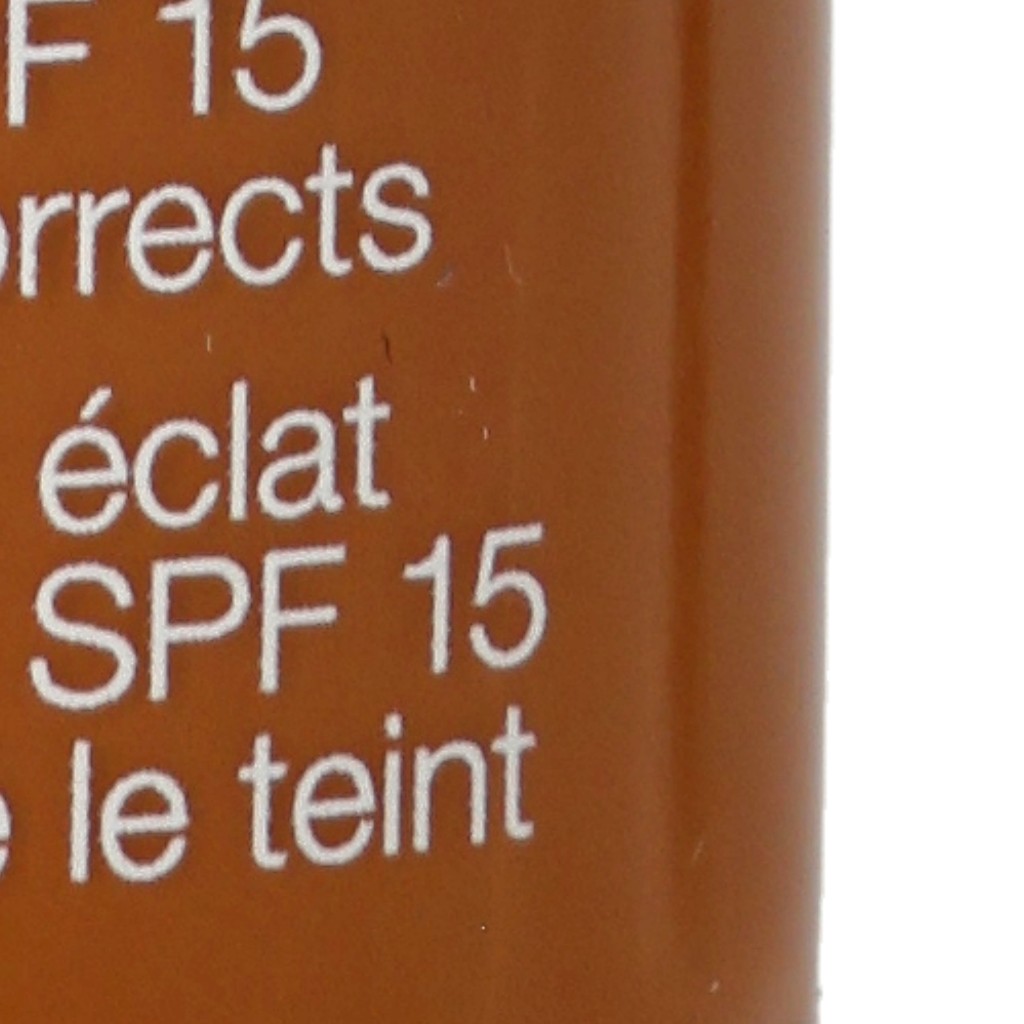 F 15
orrects
éclat
SPF 15
e le teint